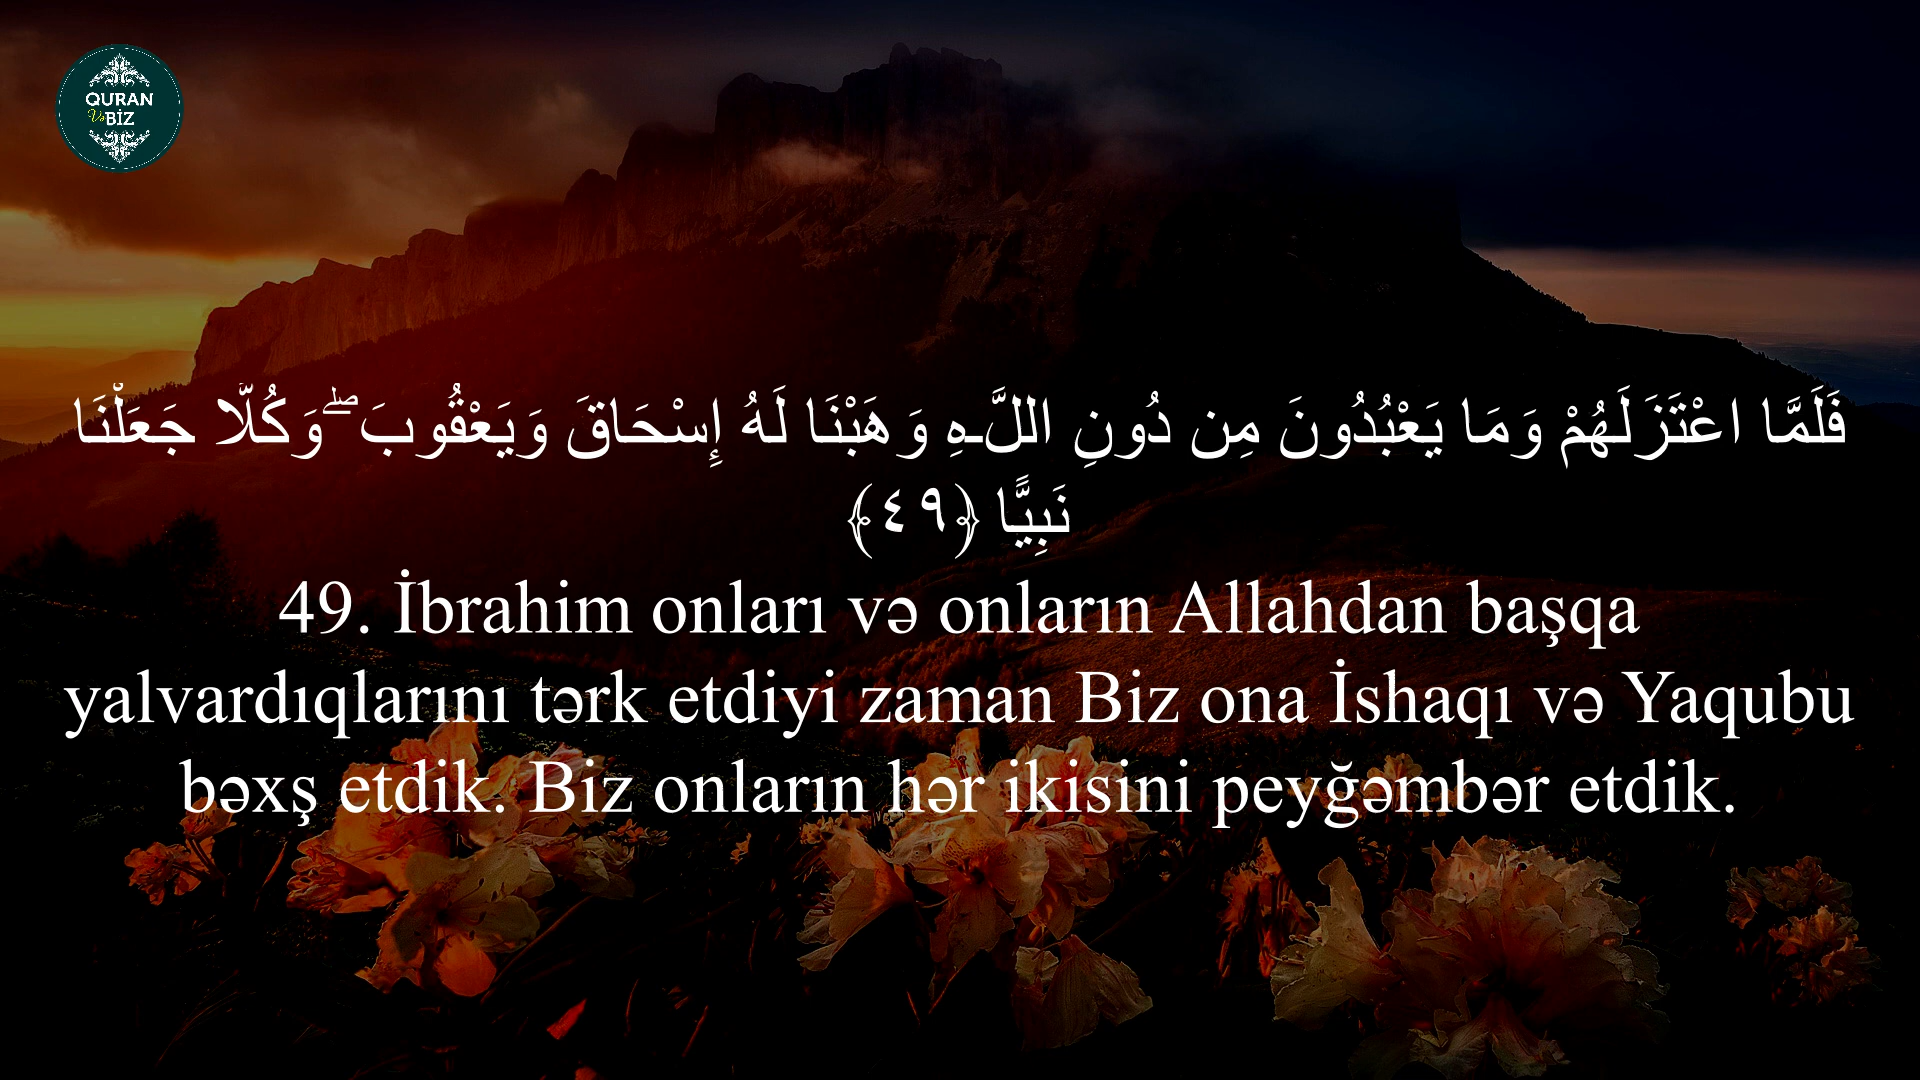 QURAN
Və BİZ
فَلَمَّا اعْتَزَلَهُمْ وَمَا يَعْبُدُونَ مِن دُونِ اللَّـهِ وَهَبْنَا لَهُ إِسْحَاقَ وَيَعْقُوبَ ۖ وَكُلًّا جَعَلْنَا
نَبِيًّا ﴿٤٩﴾
49. İbrahim onları və onların Allahdan başqa
yalvardıqlarını tərk etdiyi zaman Biz ona İshaqı və Yaqubu
bəxş etdik. Biz onların hər ikisini peyğəmbər etdik.